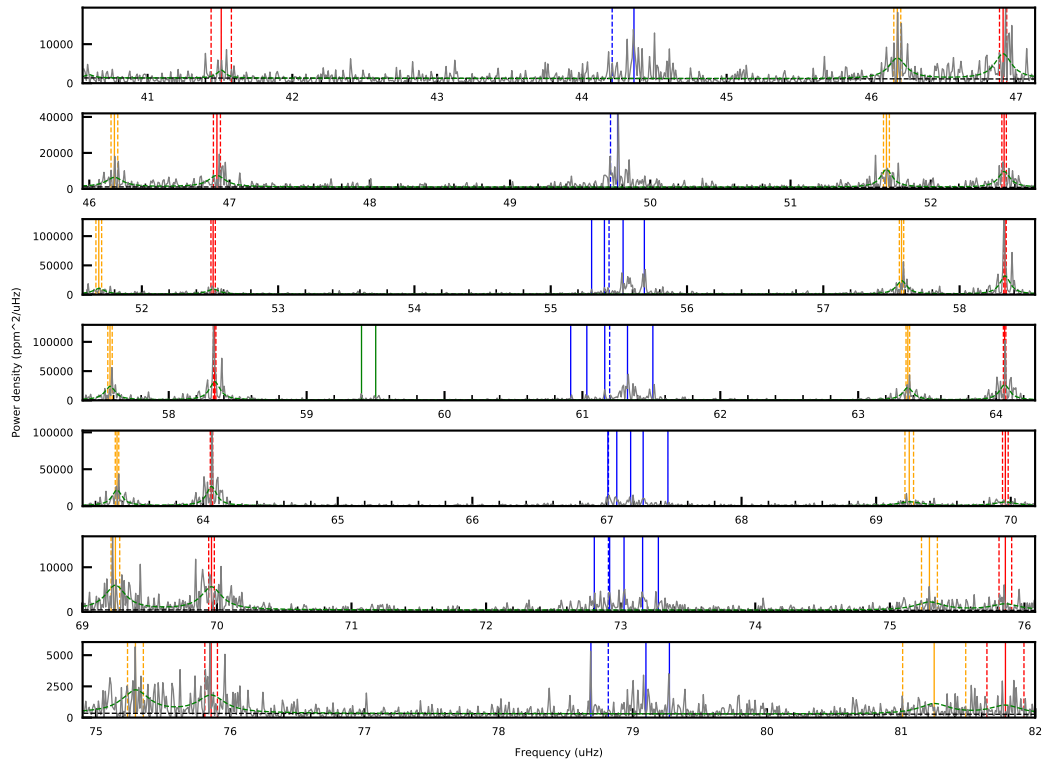 10000
0
41 42 43 44 45 46 47
40000
20000
0
46 47 48 49 50 51 52
100000
50000
0
52 53 54 55 56 57 58
Power density (ppm^2/uHz)
100000
50000
0
58 59 60 61 62 63 64
100000
50000
0
64 65 66 67 68 69 70
10000
0
69 70 71 72 73 74 75 76
5000
2500
0
75 76 77 78 79 80 81 82
Frequency (uHz)